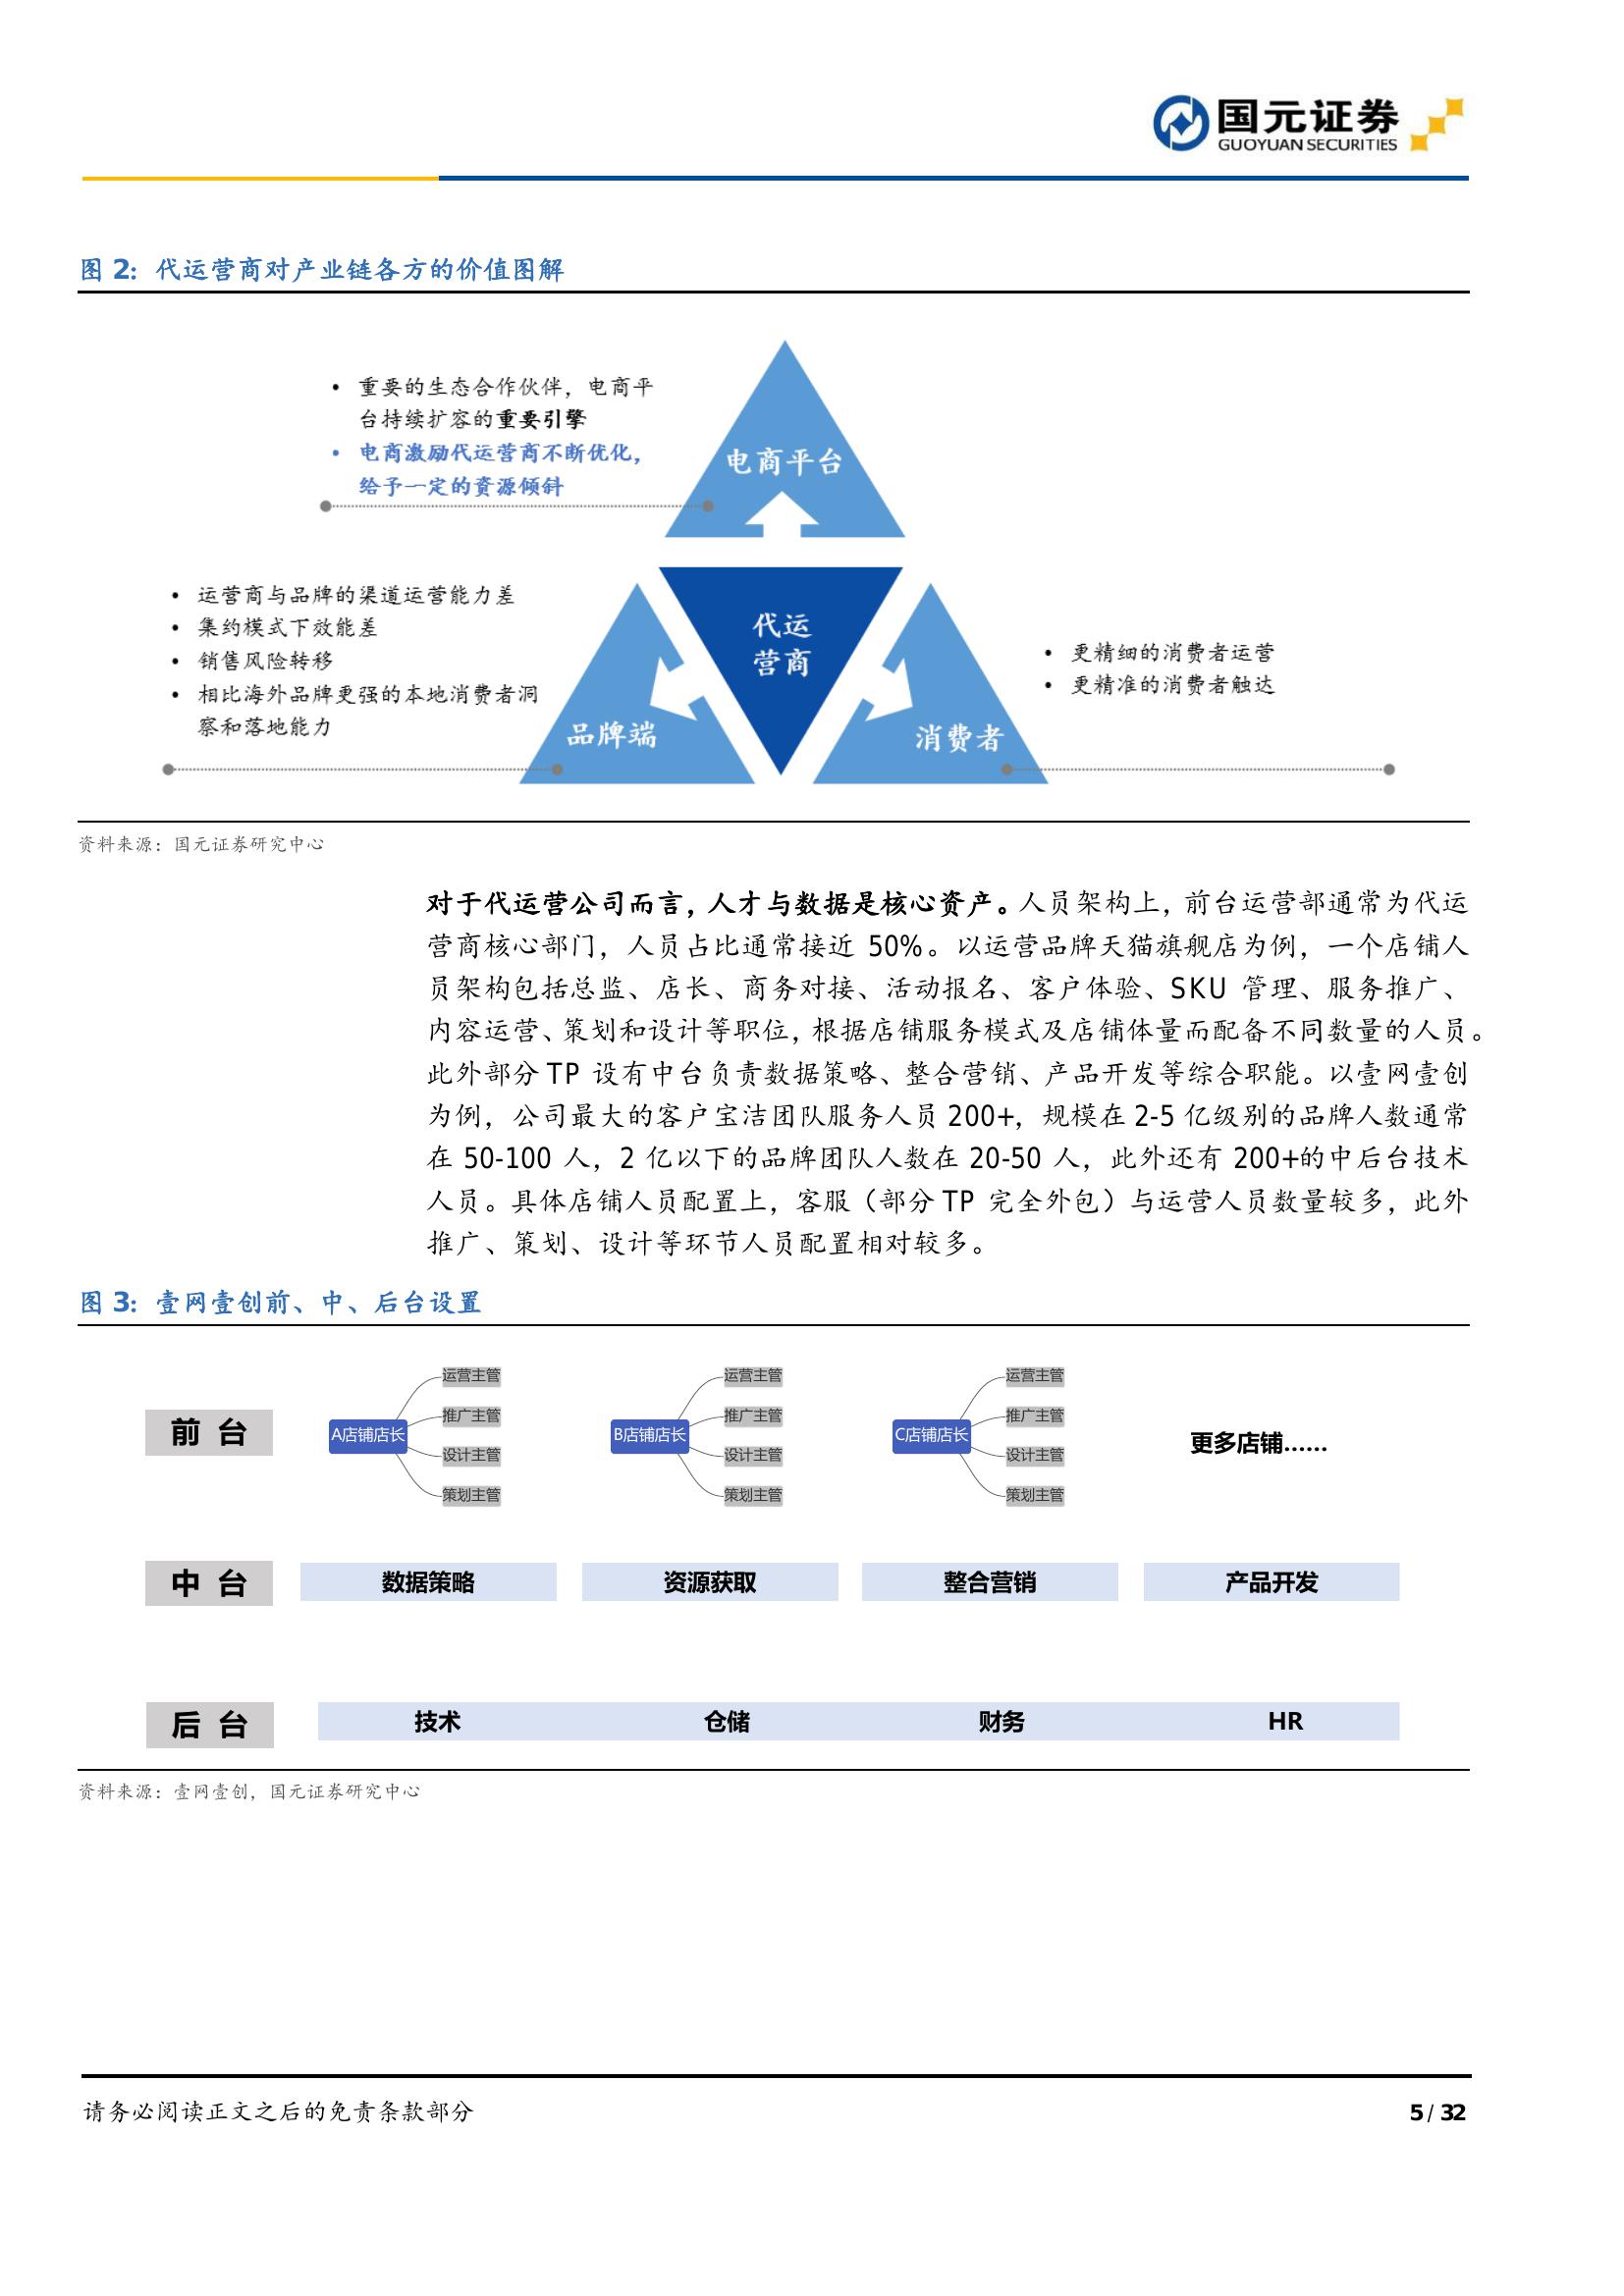 国元证券
GUOYUAN SECURITIES
图 2：代运营商对产业链各方的价值图解
• 重要的生态合作伙伴，电商平
台持续扩容的重要引擎
• 电商激励代运营商不断优化，
给予一定的资源倾斜
电商平台
• 运营商与品牌的渠道运营能力差
• 集约模式下效能差
• 销售风险转移
• 相比海外品牌更强的本地消费者洞
察和落地能力
代运
营商
品牌端
消费者
• 更精细的消费者运营
• 更精准的消费者触达
资料来源：国元证券研究中心
对于代运营公司而言，人才与数据是核心资产。人员架构上，前台运营部通常为代运
营商核心部门，人员占比通常接近 50%。以运营品牌天猫旗舰店为例，一个店铺人
员架构包括总监、店长、商务对接、活动报名、客户体验、SKU 管理、服务推广、
内容运营、策划和设计等职位，根据店铺服务模式及店铺体量而配备不同数量的人员。
此外部分 TP 设有中台负责数据策略、整合营销、产品开发等综合职能。以壹网壹创
为例，公司最大的客户宝洁团队服务人员 200+，规模在 2-5 亿级别的品牌人数通常
在 50-100 人，2 亿以下的品牌团队人数在 20-50 人，此外还有 200+的中后台技术
人员。具体店铺人员配置上，客服（部分 TP 完全外包）与运营人员数量较多，此外
推广、策划、设计等环节人员配置相对较多。
图 3：壹网壹创前、中、后台设置
前 台
A店铺店长
运营主管
推广主管
设计主管
策划主管
B店铺店长
运营主管
推广主管
设计主管
策划主管
C店铺店长
运营主管
推广主管
设计主管
策划主管
更多店铺……
中 台 数据策略 资源获取 整合营销 产品开发
后 台 技术 仓储 财务 HR
资料来源：壹网壹创，国元证券研究中心
请务必阅读正文之后的免责条款部分 5 / 32